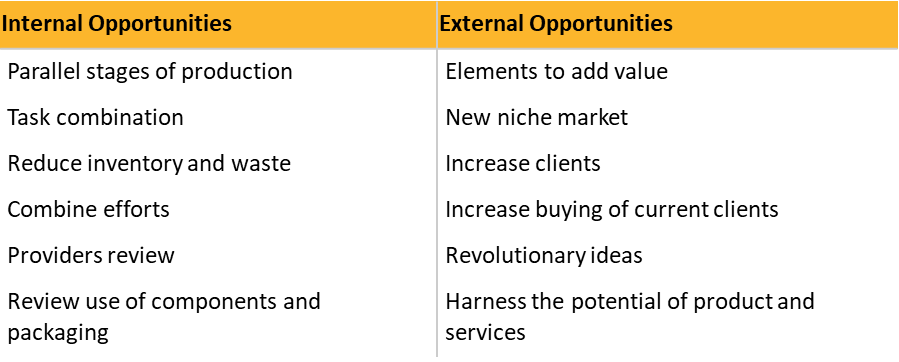 Internal Opportunities
External Opportunities
Parallel stages of production
Elements to add value
Task combination
New niche market
Reduce inventory and waste
Increase clients
Combine efforts
Increase buying of current clients
Providers review
Revolutionary ideas
Review use of components and
packaging
Harness the potential of product and
services